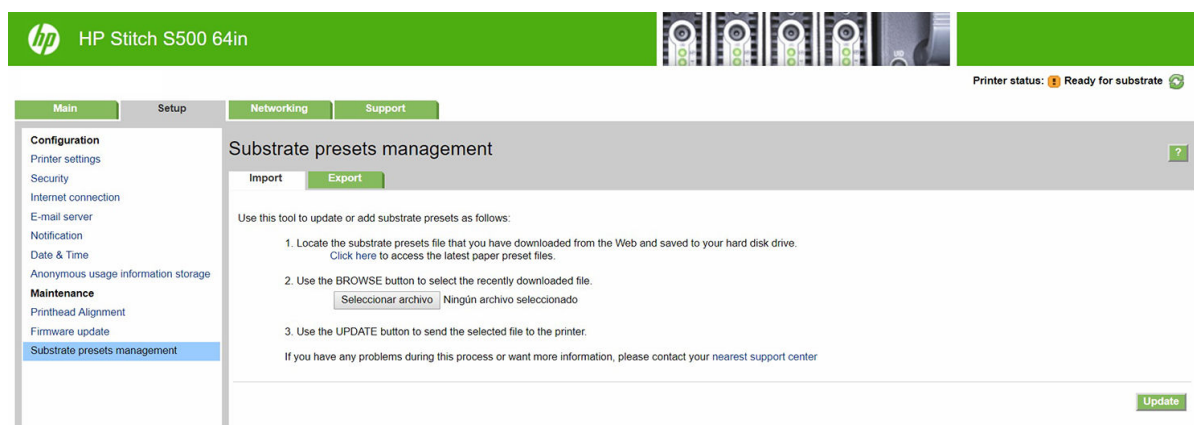 hp HP Stitch S500 64in
Printer status: Ready for substrate
Main Setup Networking Support
Configuration
Printer settings
Security
Internet connection
E-mail server
Notification
Date & Time
Anonymous usage information storage
Maintenance
Printhead Alignment
Firmware update
Substrate presets management
Substrate presets management
?
Import Export
Use this tool to update or add substrate presets as follows:
1. Locate the substrate presets file that you have downloaded from the Web and saved to your hard disk drive.
Click here to access the latest paper preset files.
2. Use the BROWSE button to select the recently downloaded file.
Seleccionar archivo Ningún archivo seleccionado
3. Use the UPDATE button to send the selected file to the printer.
If you have any problems during this process or want more information, please contact your nearest support center
Update